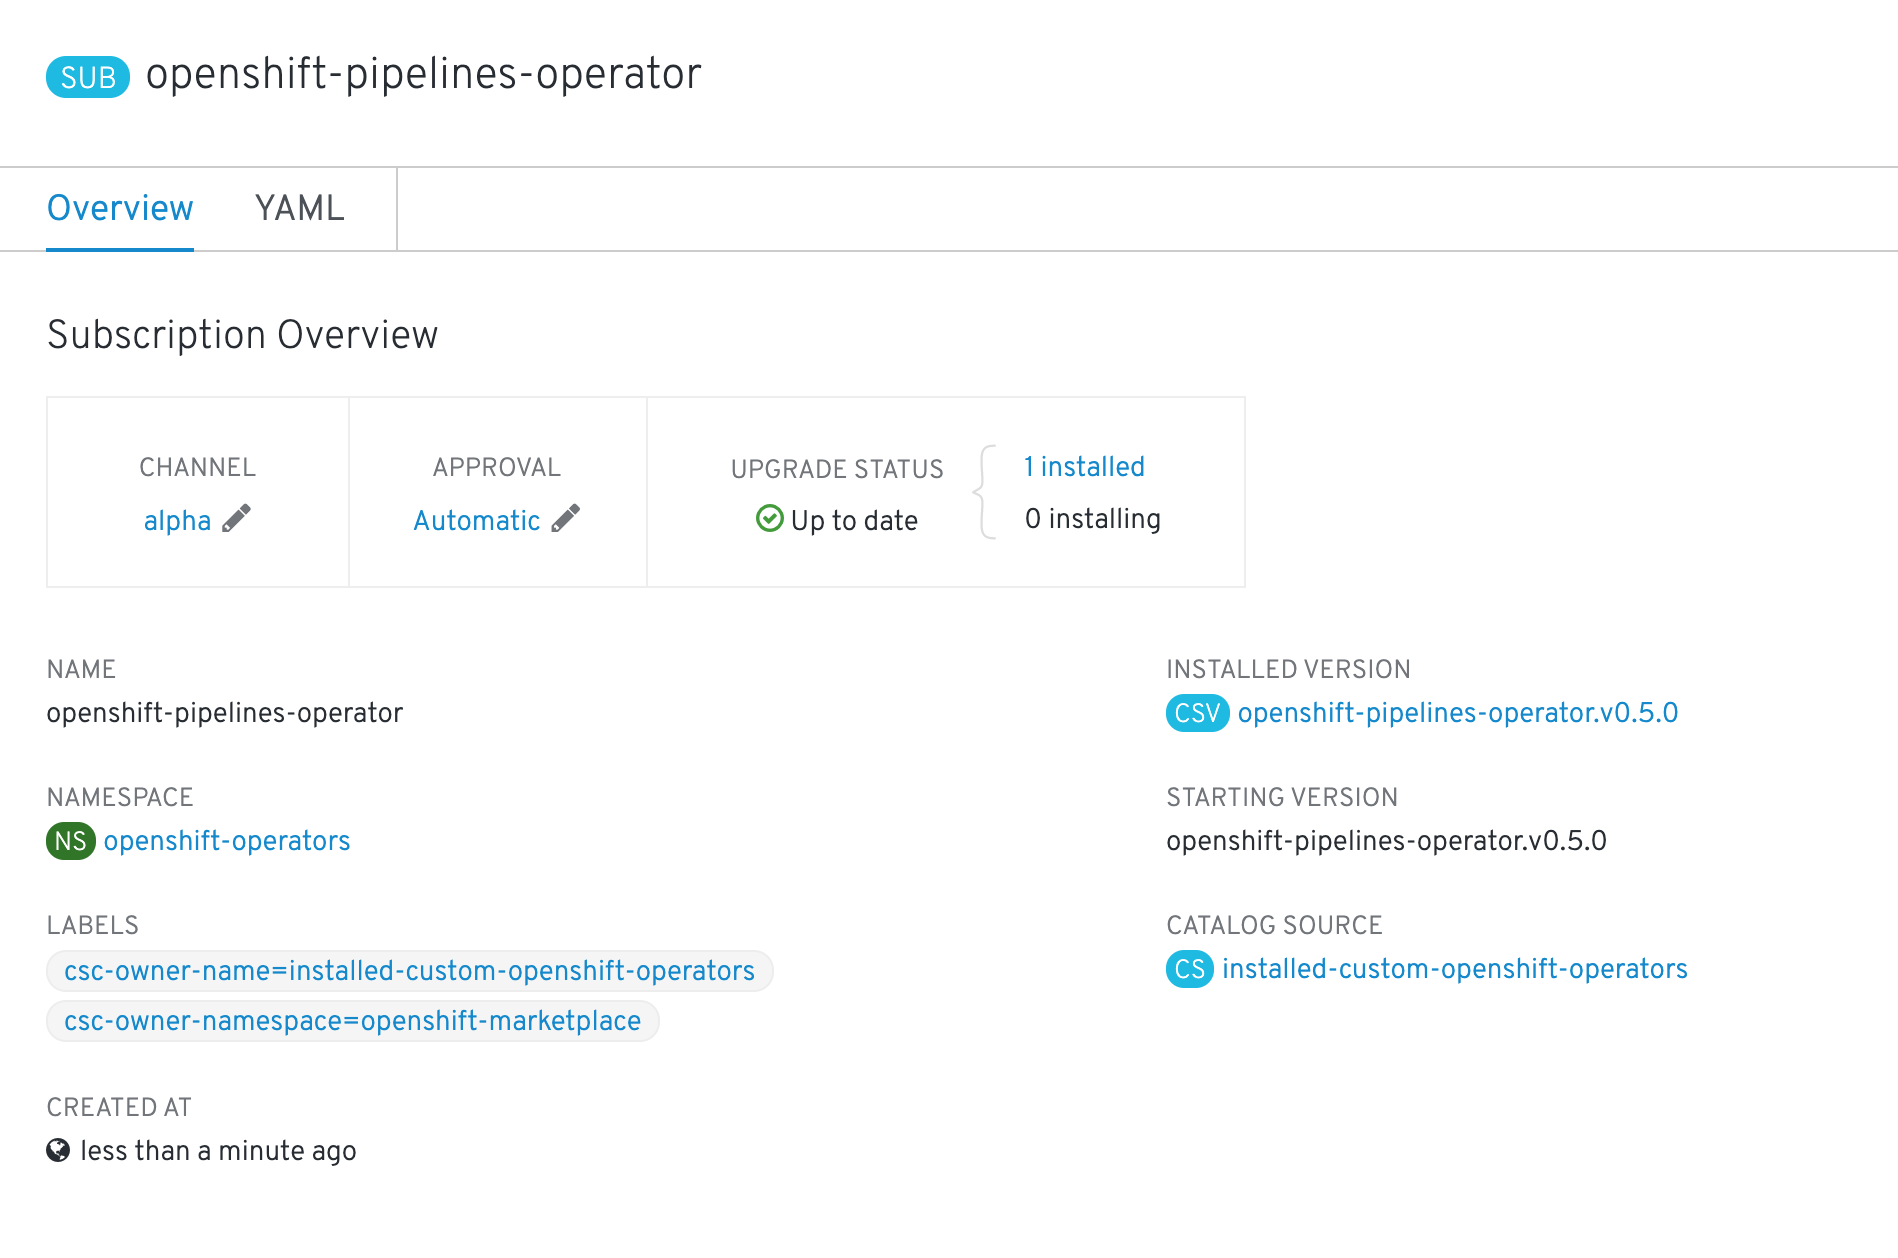 SUB openshift-pipelines-operator
Overview YAML
Subscription Overview
CHANNEL
alpha
APPROVAL
Automatic
UPGRADE STATUS
Up to date
1 installed
0 installing
NAME
openshift-pipelines-operator
NAMESPACE
NS openshift-operators
LABELS
csc-owner-name=installed-custom-openshift-operators
csc-owner-namespace=openshift-marketplace
CREATED AT
less than a minute ago
INSTALLED VERSION
CSV openshift-pipelines-operator.v0.5.0
STARTING VERSION
openshift-pipelines-operator.v0.5.0
CATALOG SOURCE
CS installed-custom-openshift-operators